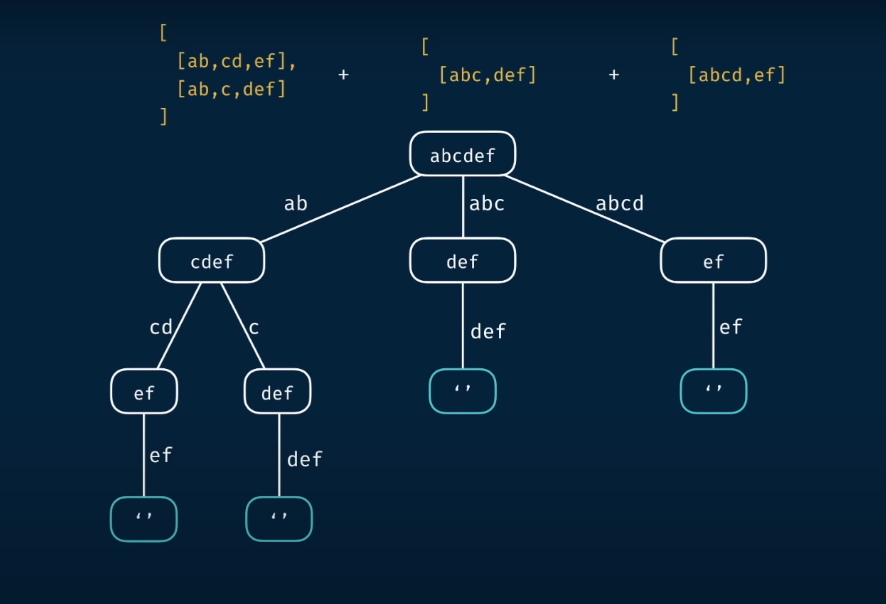 [
[ab,cd,ef],
[ab,c,def]
]
+
[
[abc,def]
]
+
[
[abcd,ef]
]
abcdef
ab
abc
abcd
cdef
def
ef
cd
c
def
ef
ef
def
‘’
‘’
ef
def
‘’
‘’